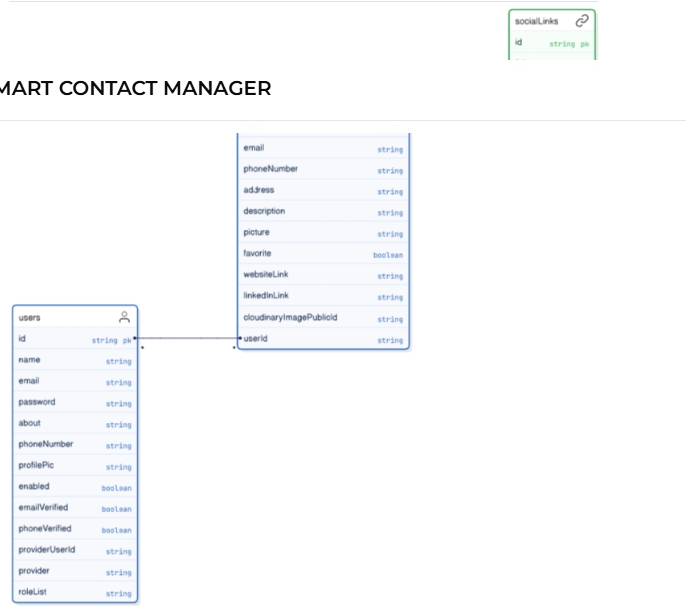 socialLinks
id string pk
MART CONTACT MANAGER
email string
phoneNumber string
address string
description string
picture string
favorite boolean
websiteLink string
linkedInLink string
cloudinaryImagePublicId string
userId string
users
id string pk
name string
email string
password string
about string
phoneNumber string
profilePic string
enabled boolean
emailVerified boolean
phoneVerified boolean
providerUserId string
provider string
roleList string